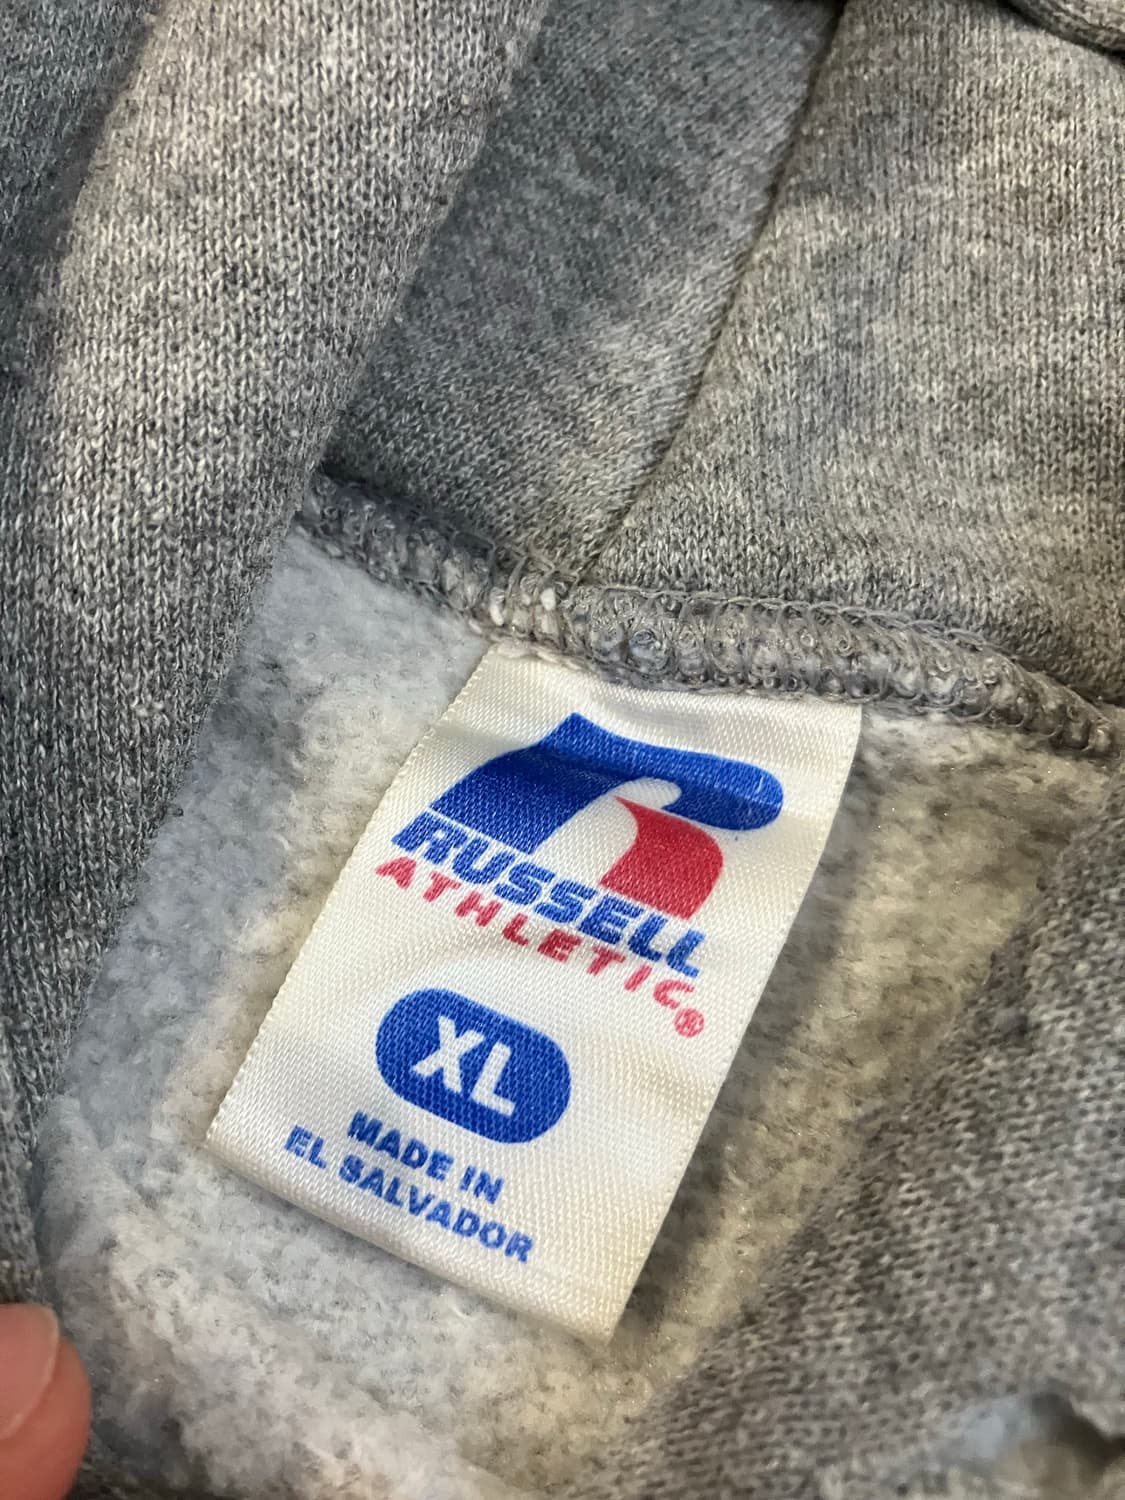 RUSSELL
ATHLETIC®
XL
MADE IN
EL SALVADOR